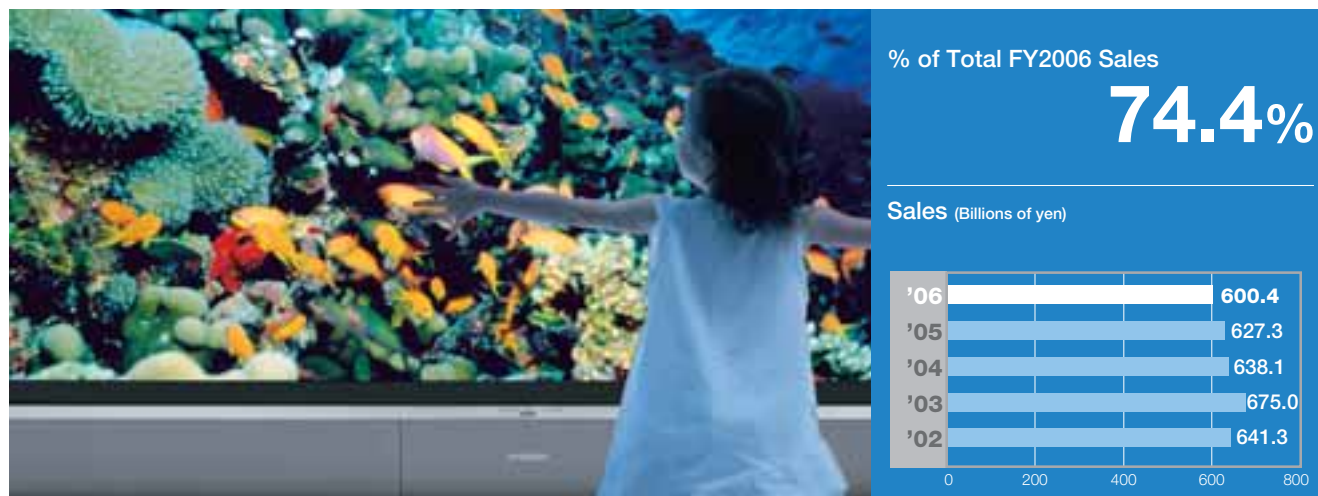 % of Total FY2006 Sales
74.4%
Sales (Billions of yen)
’06 600.4
’05 627.3
’04 638.1
’03 675.0
’02 641.3
0 200 400 600 800